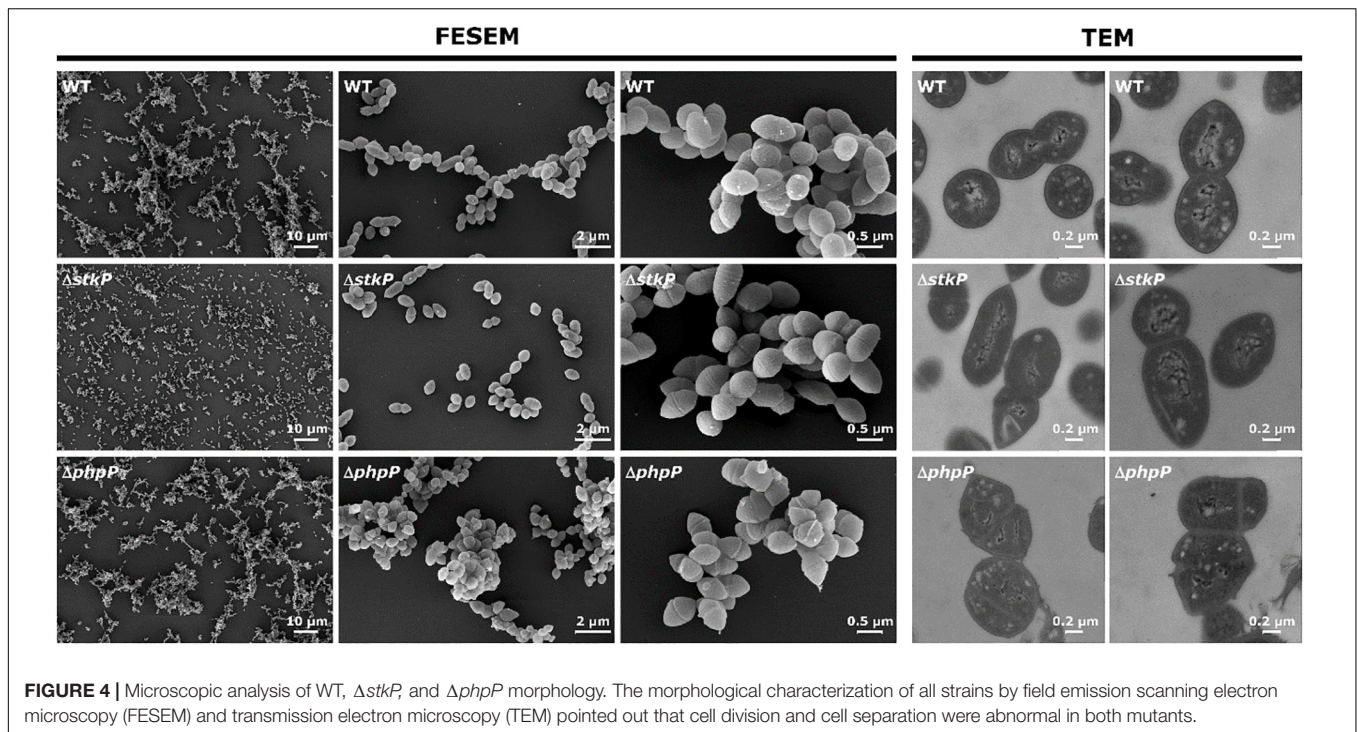 FESEM TEM
WT WT WT WT WT
10 µm 2 µm 0.5 µm 0.2 µm 0.2 µm
ΔstkP ΔstkP ΔstkP ΔstkP ΔstkP
10 µm 2 µm 0.5 µm 0.2 µm 0.2 µm
ΔphpP ΔphpP ΔphpP ΔphpP ΔphpP
10 µm 2 µm 0.5 µm 0.2 µm 0.2 µm
FIGURE 4 | Microscopic analysis of WT, ΔstkP, and ΔphpP morphology. The morphological characterization of all strains by field emission scanning electron
microscopy (FESEM) and transmission electron microscopy (TEM) pointed out that cell division and cell separation were abnormal in both mutants.